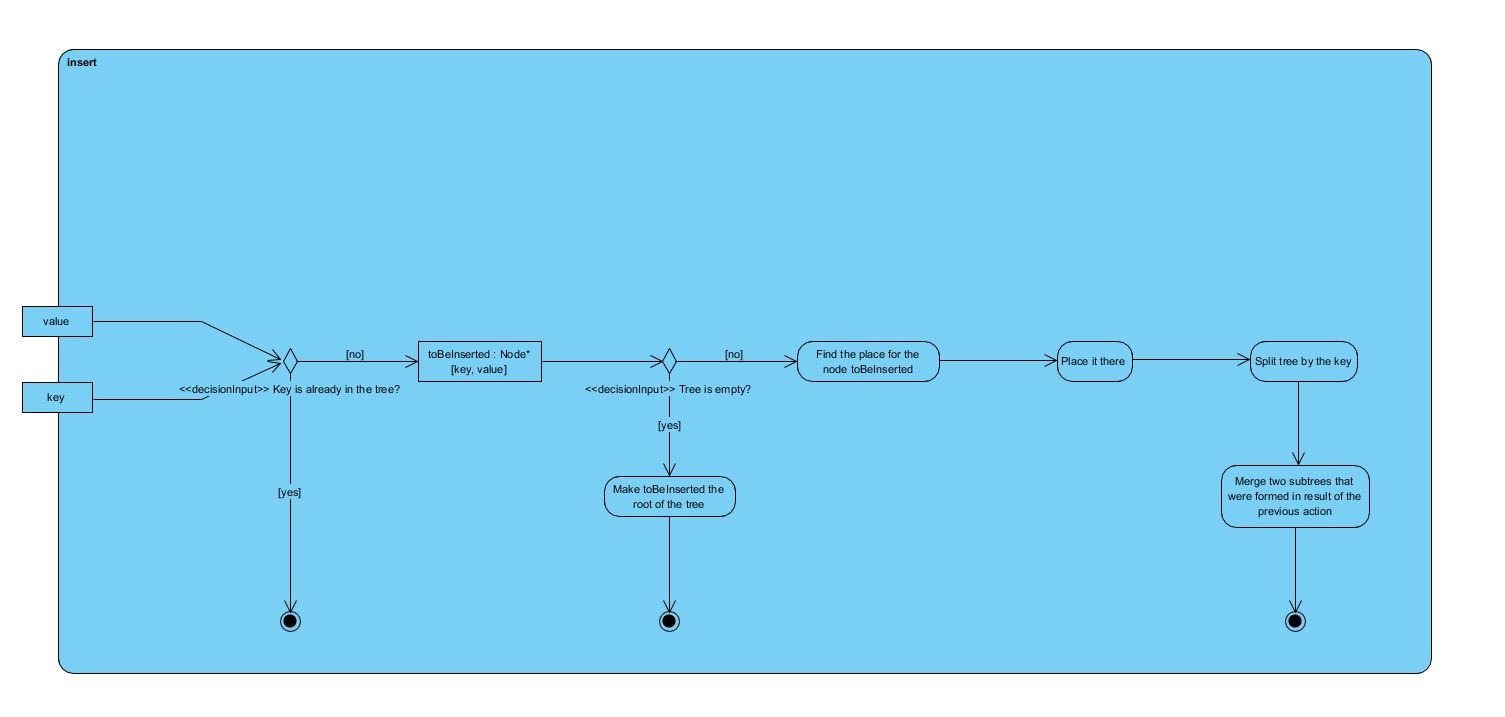 insert
value
key
<<decisionInput>> Key is already in the tree?
[no]
[yes]
toBeInserted : Node*
[key, value]
<<decisionInput>> Tree is empty?
[no]
[yes]
Make toBeInserted the
root of the tree
Find the place for the
node toBeInserted
Place it there
Split tree by the key
Merge two subtrees that
were formed in result of the
previous action